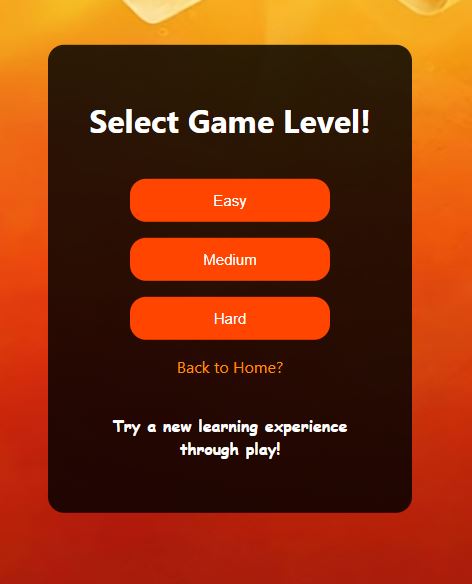 Select Game Level!
Easy
Medium
Hard
Back to Home?
Try a new learning experience
through play!